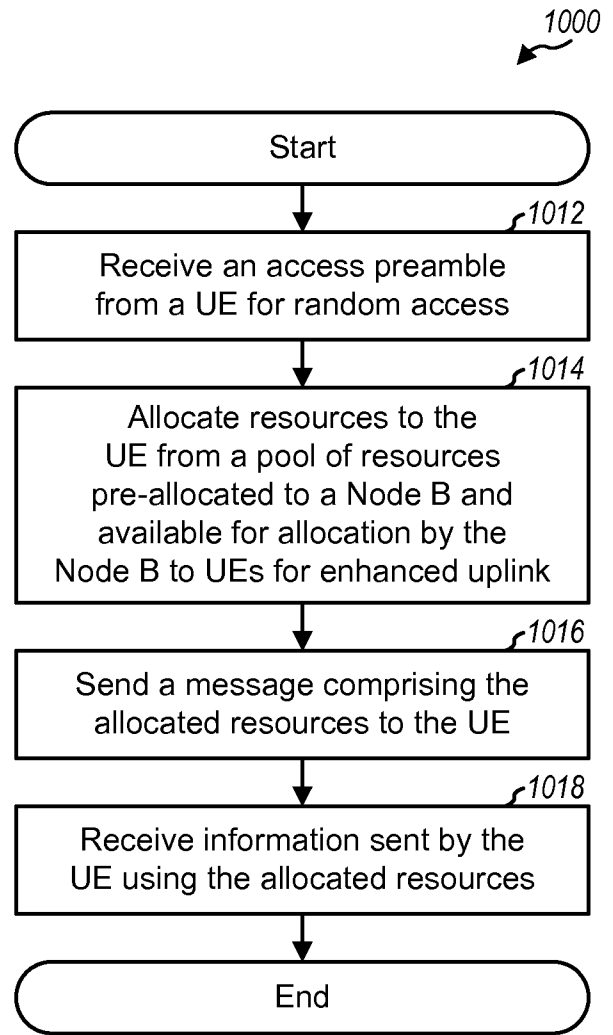 1000
Start
1012
Receive an access preamble
from a UE for random access
1014
Allocate resources to the
UE from a pool of resources
pre-allocated to a Node B and
available for allocation by the
Node B to UEs for enhanced uplink
1016
Send a message comprising the
allocated resources to the UE
1018
Receive information sent by the
UE using the allocated resources
End